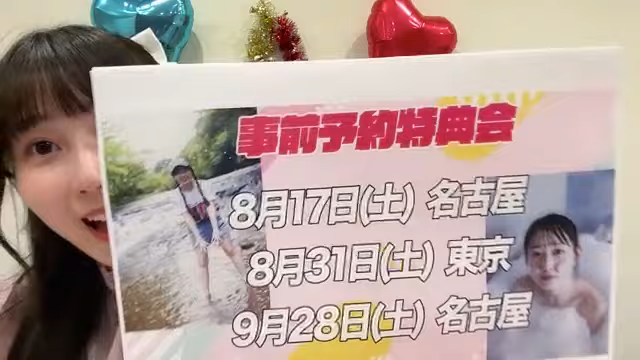 事前予約特典会
8月17日(土) 名古屋
8月31日(土) 東京
9月28日(土) 名古屋